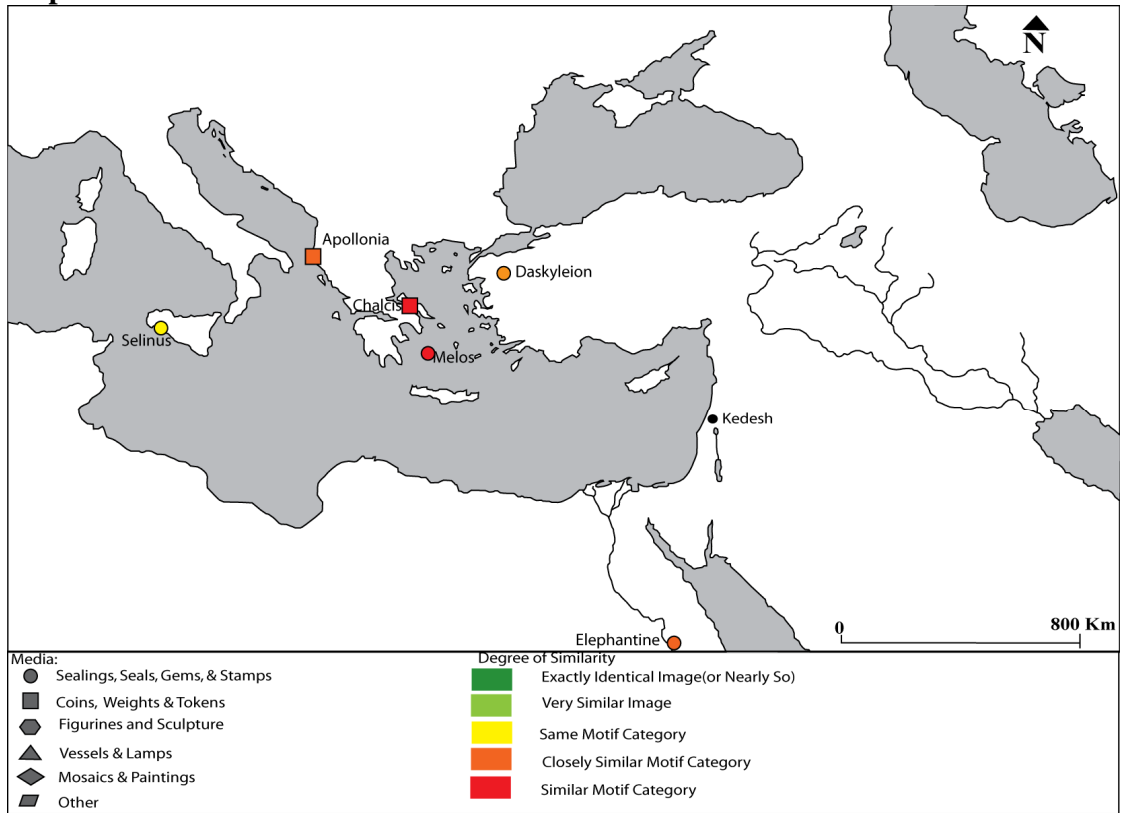 N
Apollonia
Daskyleion
Chalcis
Selinus
Melos
Kedesh
Elephantine
0
800 Km
Media:
Sealings, Seals, Gems, & Stamps
Coins, Weights & Tokens
Figurines and Sculpture
Vessels & Lamps
Mosaics & Paintings
Other
Degree of Similarity
Exactly Identical Image(or Nearly So)
Very Similar Image
Same Motif Category
Closely Similar Motif Category
Similar Motif Category